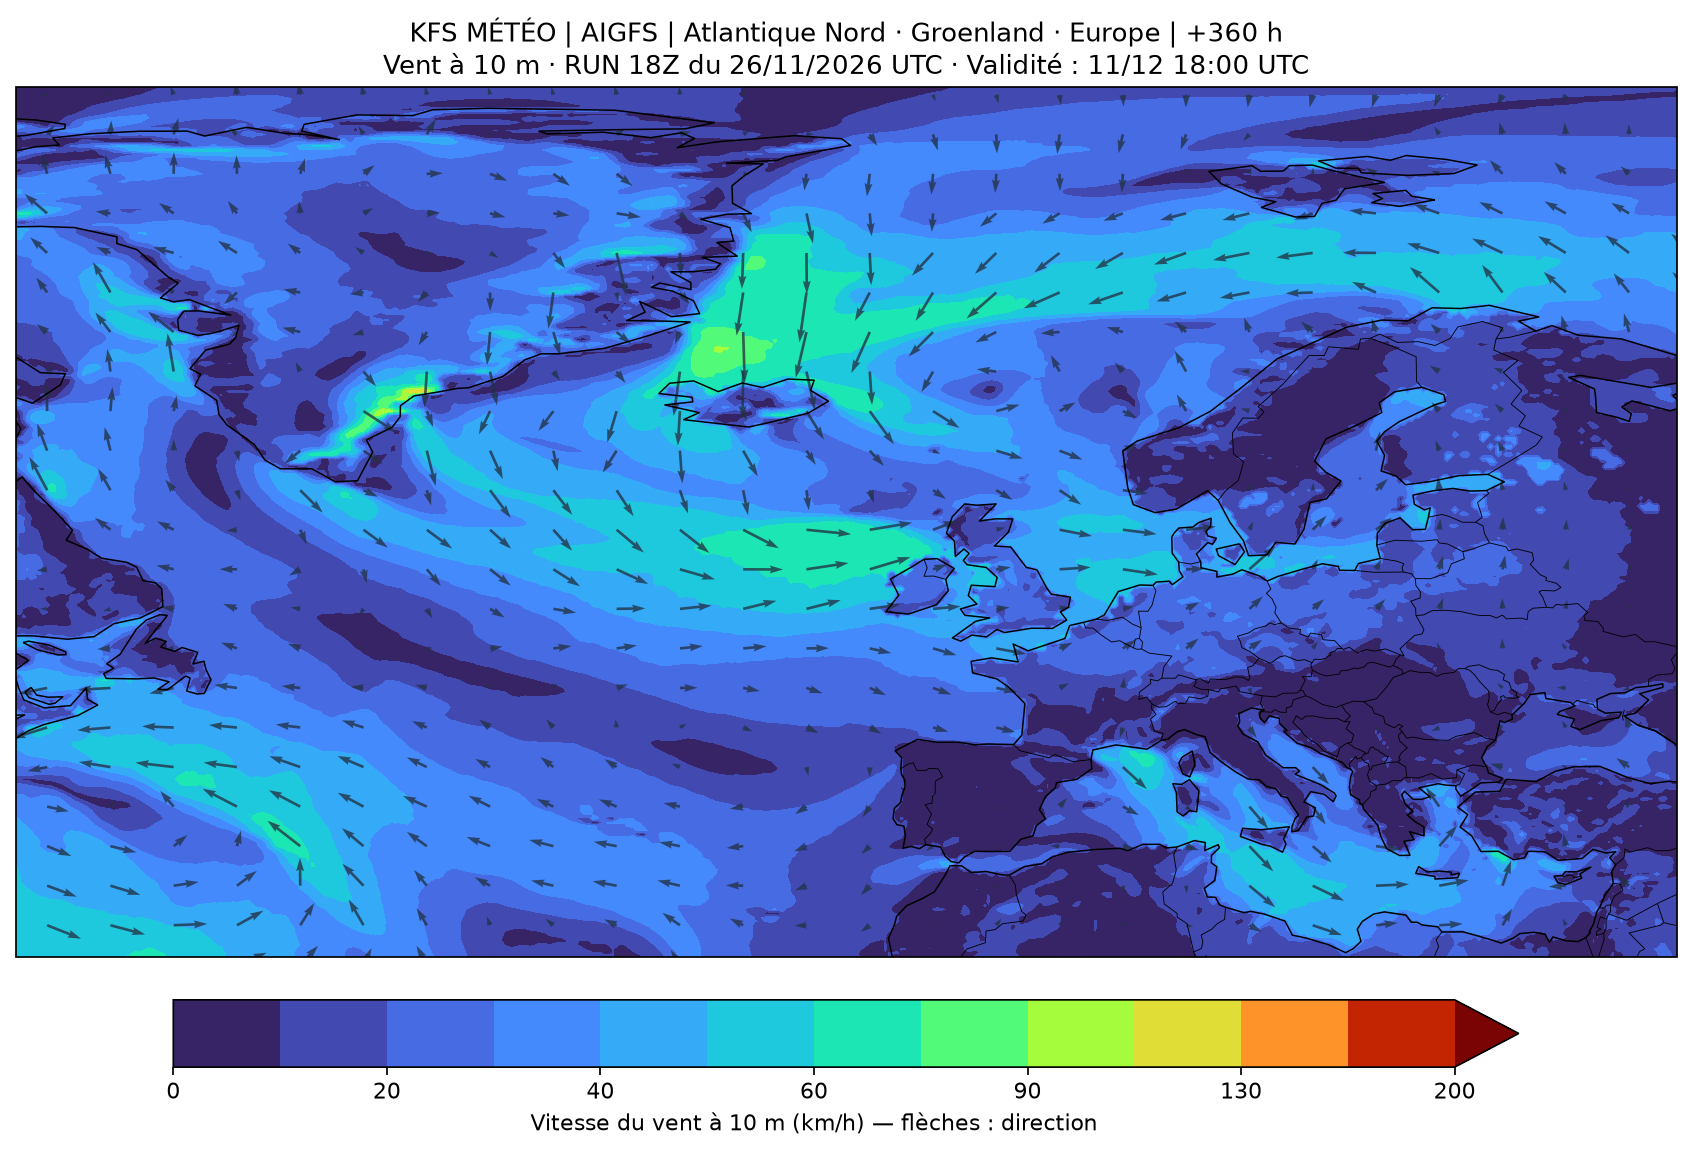 KFS MÉTÉO | AIGFS | Atlantique Nord · Groenland · Europe | +360 h
Vent à 10 m · RUN 18Z du 26/11/2026 UTC · Validité : 11/12 18:00 UTC
0 20 40 60 90 130 200
Vitesse du vent à 10 m (km/h) — flèches : direction